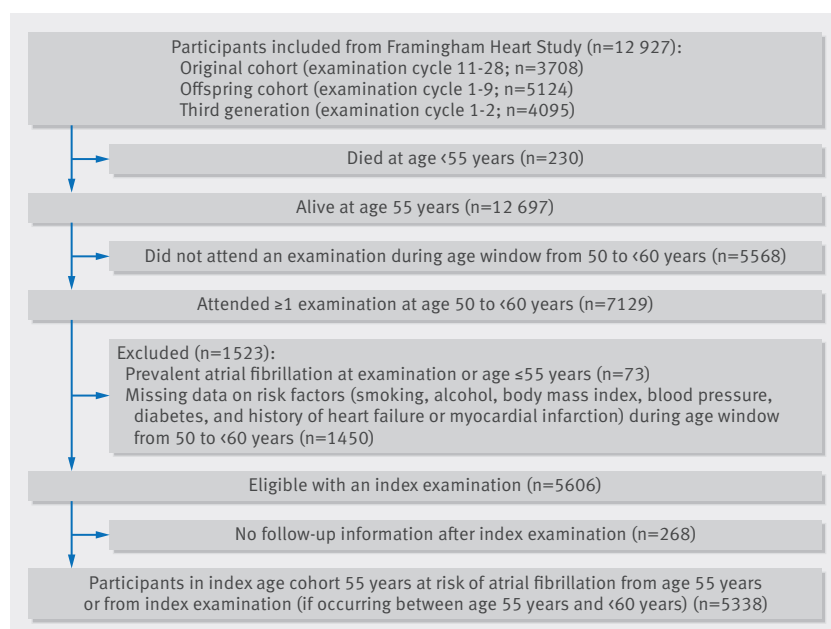 Participants included from Framingham Heart Study (n=12 927):
Original cohort (examination cycle 11-28; n=3708)
Offspring cohort (examination cycle 1-9; n=5124)
Third generation (examination cycle 1-2; n=4095)
Died at age <55 years (n=230)
Alive at age 55 years (n=12 697)
Did not attend an examination during age window from 50 to <60 years (n=5568)
Attended ≥1 examination at age 50 to <60 years (n=7129)
Excluded (n=1523):
Prevalent atrial fibrillation at examination or age ≤55 years (n=73)
Missing data on risk factors (smoking, alcohol, body mass index, blood pressure,
diabetes, and history of heart failure or myocardial infarction) during age window
from 50 to <60 years (n=1450)
Eligible with an index examination (n=5606)
No follow-up information after index examination (n=268)
Participants in index age cohort 55 years at risk of atrial fibrillation from age 55 years
or from index examination (if occurring between age 55 years and <60 years) (n=5338)